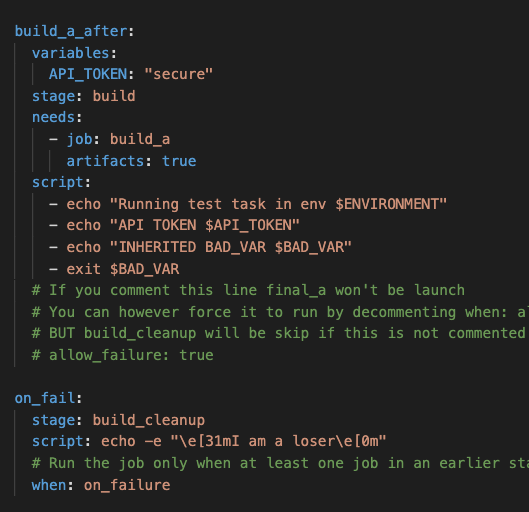 build_a_after:
variables:
API_TOKEN: "secure"
stage: build
needs:
- job: build_a
artifacts: true
script:
- echo "Running test task in env $ENVIRONMENT"
- echo "API TOKEN $API_TOKEN"
- echo "INHERITED BAD_VAR $BAD_VAR"
- exit $BAD_VAR
# If you comment this line final_a won't be launch
# You can however force it to run by decommenting when:
# BUT build_cleanup will be skip if this is not commented
# allow_failure: true
on_fail:
stage: build_cleanup
script: echo -e "\e[31mI am a loser\e[0m"
# Run the job only when at least one job in an earlier
when: on_failure